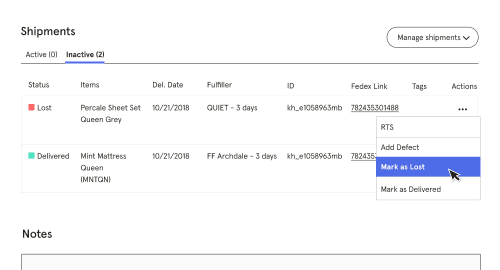 Shipments
Manage shipments
Active (0) Inactive (2)
Status Items Del. Date Fulfiller ID Fedex Link Tags Actions
Lost Percale Sheet Set 10/21/2018 QUIET - 3 days kh_e1058963mb 782435301488 •••
Queen Grey
RTS
Add Defect
Delivered Mint Mattress 10/21/2018 FF Archdale - 3 days kh_e1058963mb 78243
Queen
Mark as Lost
(MNTQN)
Mark as Delivered
Notes